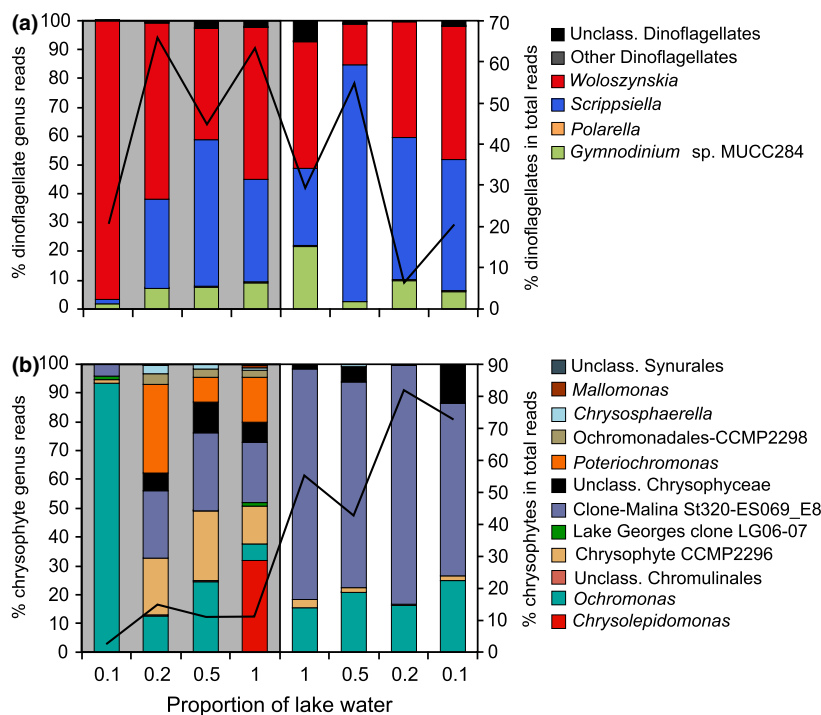 (a)
% dinoflagellate genus reads
100
90
80
70
60
50
40
30
20
10
0
70
60
50
40
30
20
10
0
% dinoflagellates in total reads
Unclass. Dinoflagellates
Other Dinoflagellates
Woloszynskia
Scrippsiella
Polarella
Gymnodinium sp. MUCC284
(b)
% chrysophyte genus reads
100
90
80
70
60
50
40
30
20
10
0
90
80
70
60
50
40
30
20
10
0
% chrysophytes in total reads
Unclass. Synurales
Mallomonas
Chrysosphaerella
Ochromonadales-CCMP2298
Poteriochromonas
Unclass. Chrysophyceae
Clone-Malina St320-ES069_E8
Lake Georges clone LG06-07
Chrysophyte CCMP2296
Unclass. Chromulinales
Ochromonas
Chrysolepidomonas
0.1 0.2 0.5 1 1 0.5 0.2 0.1
Proportion of lake water